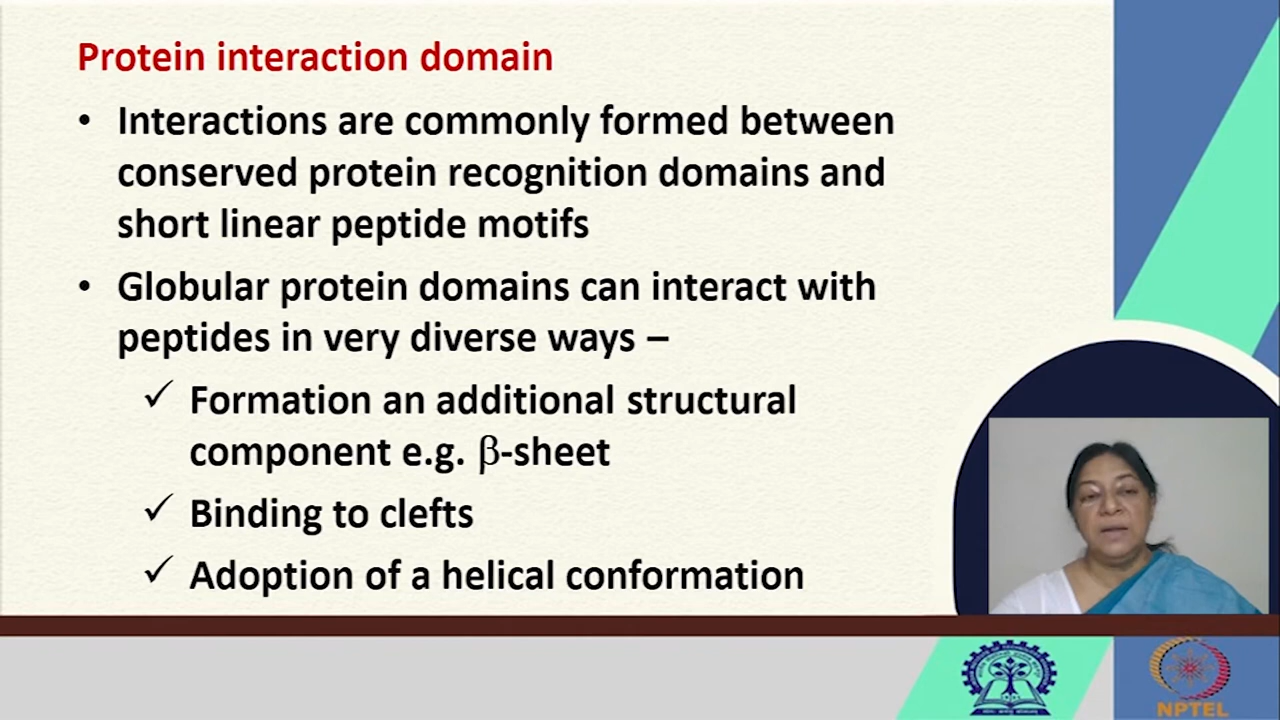 Protein interaction domain
• Interactions are commonly formed between
conserved protein recognition domains and
short linear peptide motifs
• Globular protein domains can interact with
peptides in very diverse ways –
✓ Formation an additional structural
component e.g. β-sheet
✓ Binding to clefts
✓ Adoption of a helical conformation
NPTEL